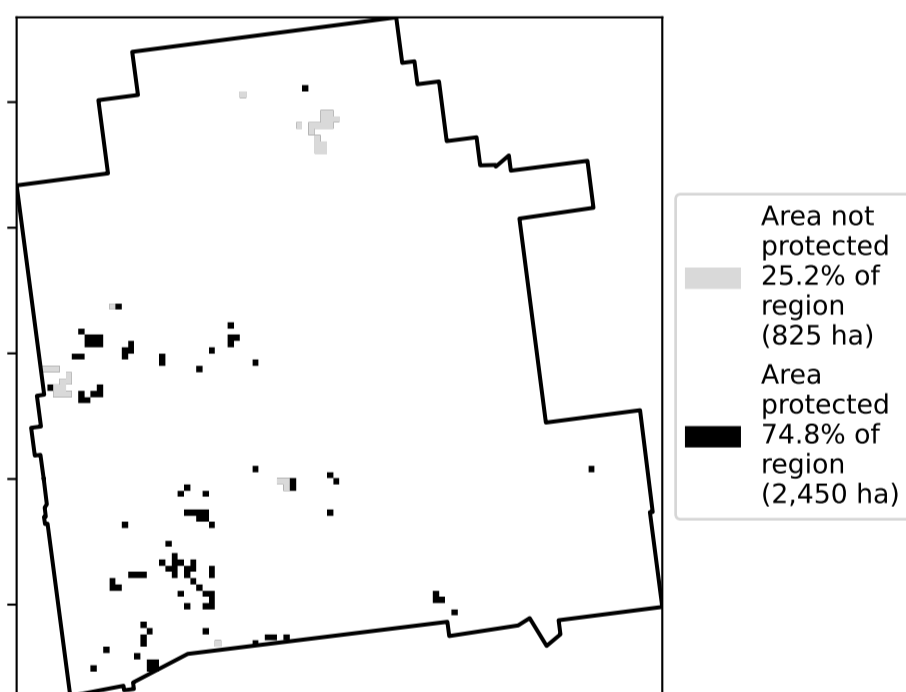 Area not
protected
25.2% of
region
(825 ha)
Area
protected
74.8% of
region
(2,450 ha)